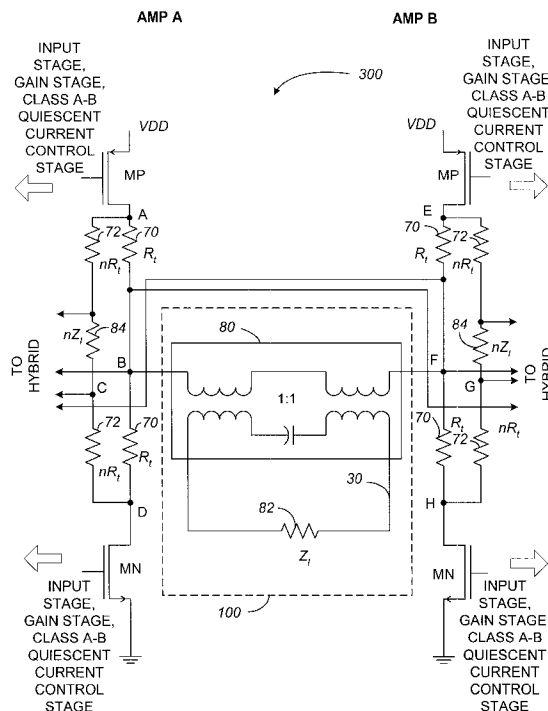 AMP A
AMP B
INPUT
STAGE,
GAIN STAGE,
CLASS A-B
QUIESCENT
CURRENT
CONTROL
STAGE
300
INPUT
STAGE,
GAIN STAGE
CLASS A-B
QUIESCENT
CURRENT
CONTROL
STAGE
VDD
VDD
MP
MP
A
E
72
70
70
72
nRt
Rt
Rt
nRt
80
84
84
nZl
nZl
TO
HYBRID
TO
HYBRID
B
F
C
G
1:1
72
70
nRt
Rt
Rt
70
72
nRt
30
82
D
H
Zl
MN
MN
100
INPUT
STAGE,
GAIN STAGE,
CLASS A-B
QUIESCENT
CURRENT
CONTROL
STAGE
INPUT
STAGE,
GAIN STAGE
CLASS A-B
QUIESCENT
CURRENT
CONTROL
STAGE